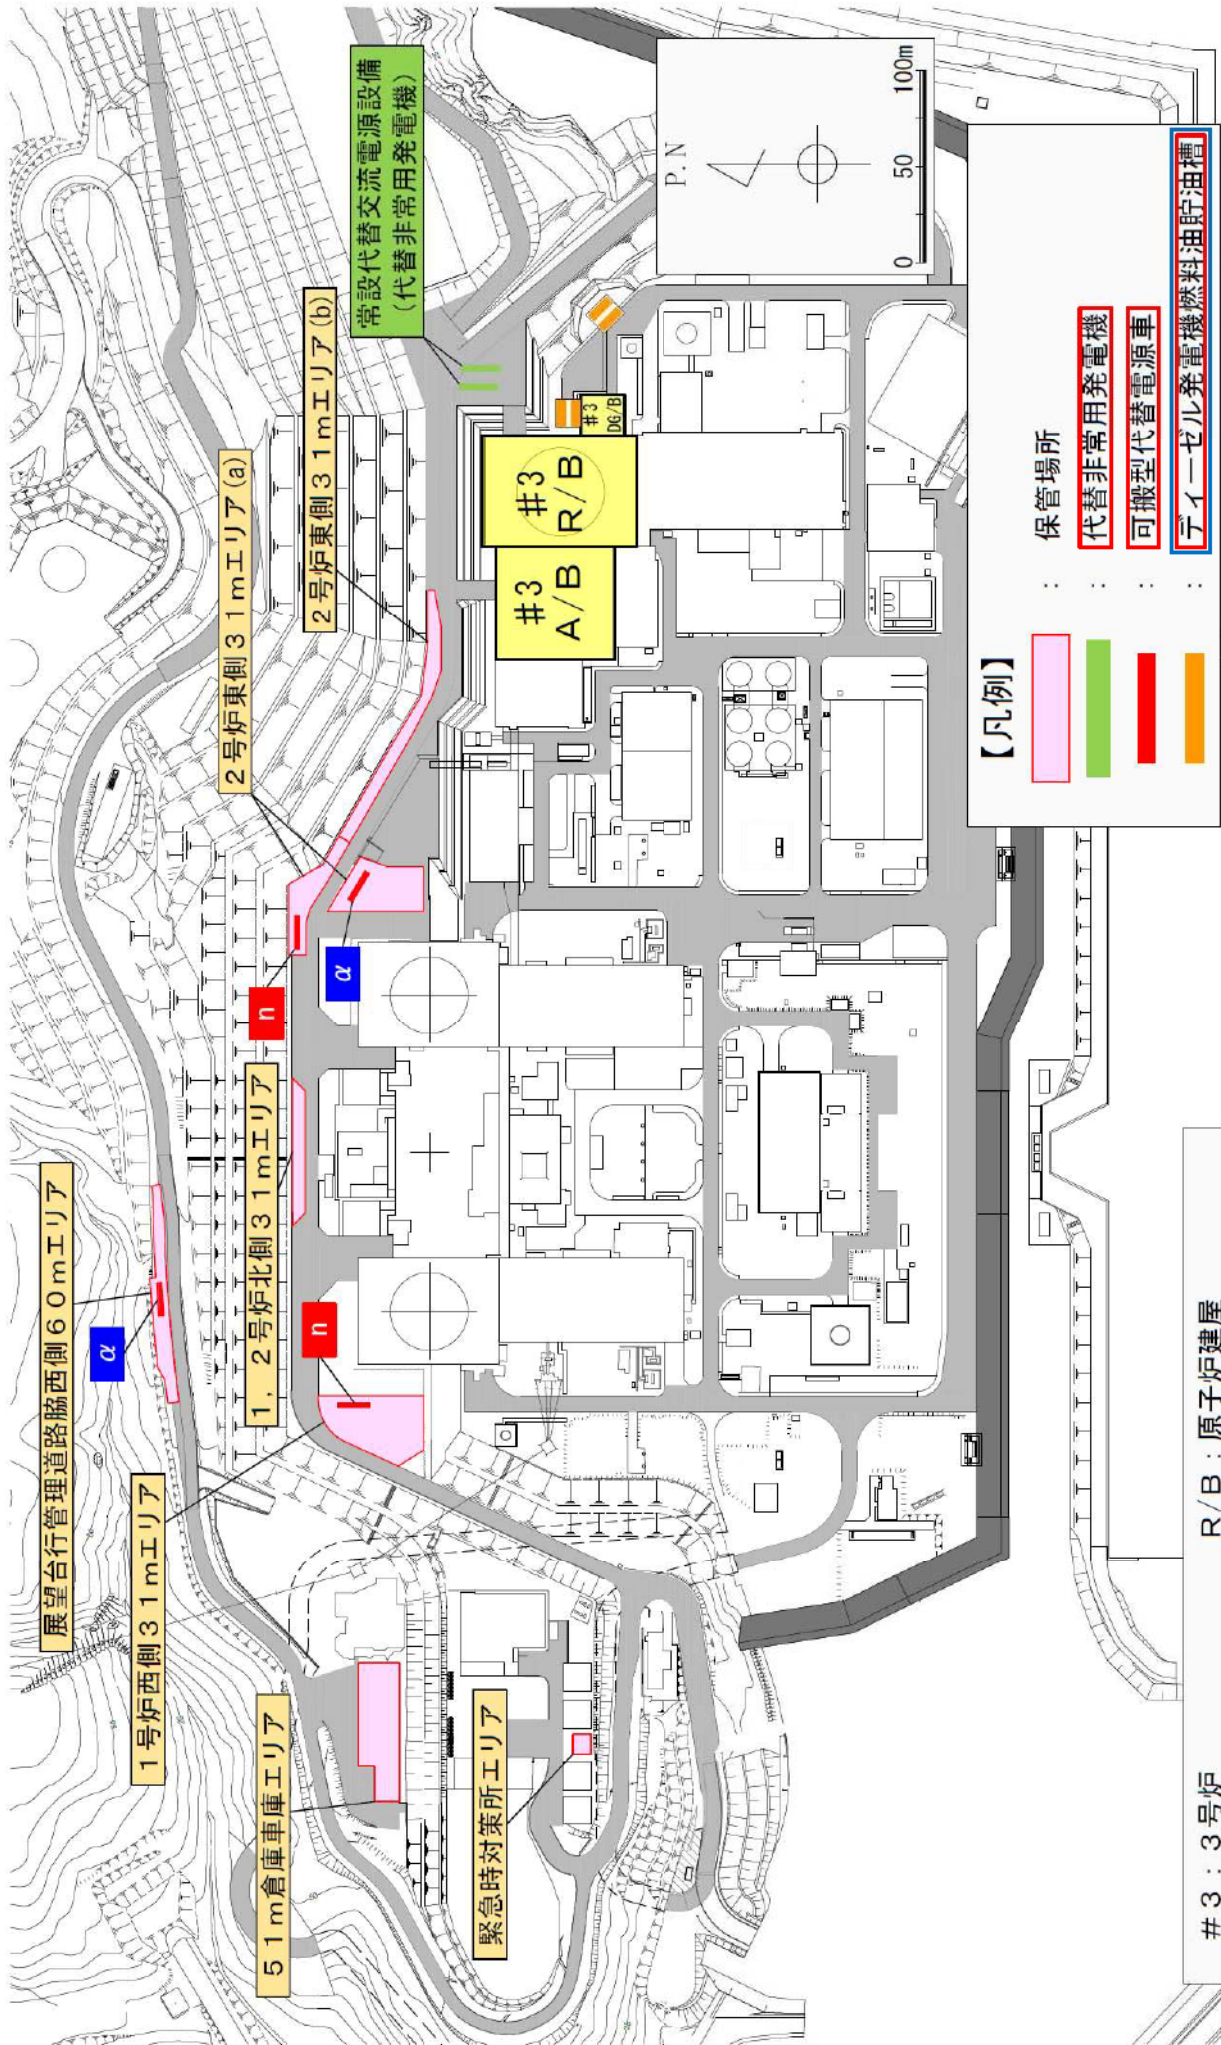 展望台行管理道路脇西側60mエリア
α
1号炉西側31mエリア
51m倉庫車庫エリア
緊急時対策所エリア
1，2号炉北側31mエリア
n
n
α
2号炉東側31mエリア(a)
2号炉東側31mエリア(b)
常設代替交流電源設備
(代替非常用発電機)
#3
A/B
#3
R/B
#3
DG/B
P.N
0 50 100m
【凡例】
: 保管場所
: 代替非常用発電機
: 可搬型代替電源車
: ディーゼル発電機燃料油貯油槽
#3：3号炉
R/B：原子炉建屋